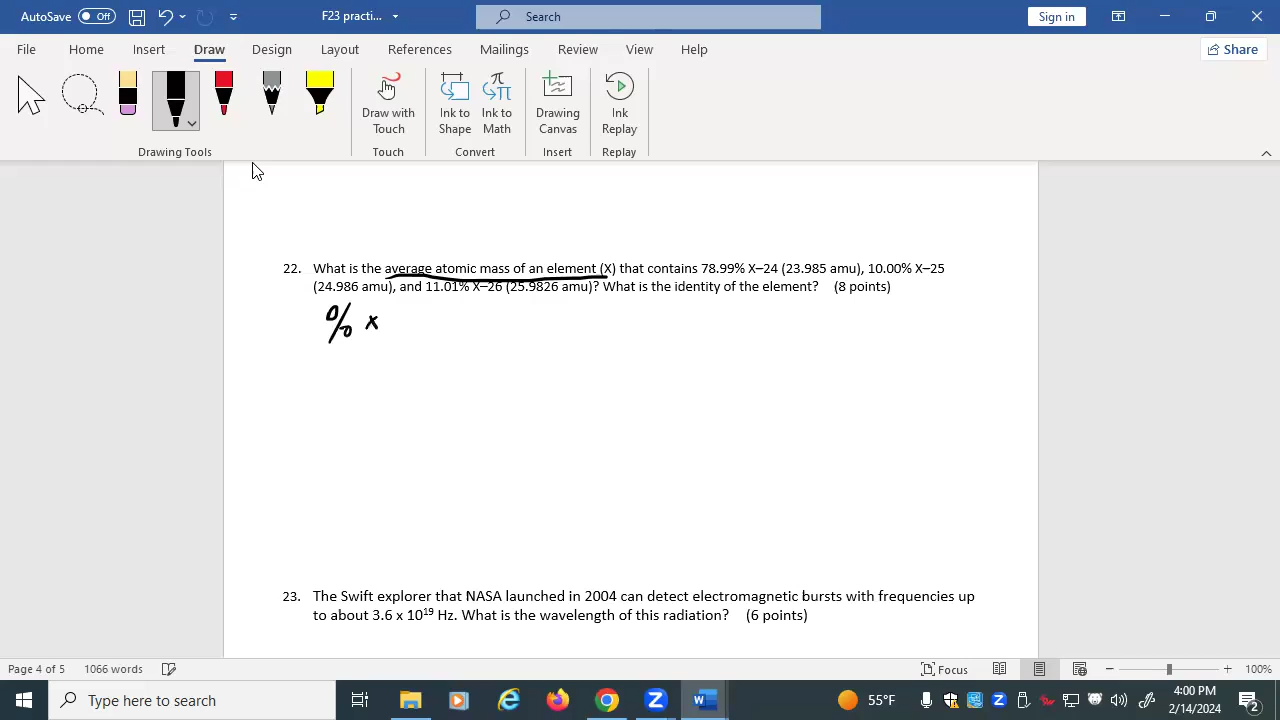 AutoSave Off F23 practi... Search Sign in
File Home Insert Draw Design Layout References Mailings Review View Help Share
Draw with Touch Ink to Shape Ink to Math Drawing Canvas Ink Replay
Drawing Tools Touch Convert Insert Replay
22. What is the average atomic mass of an element (X) that contains 78.99% X–24 (23.985 amu), 10.00% X–25
(24.986 amu), and 11.01% X–26 (25.9826 amu)? What is the identity of the element? (8 points)
% x
23. The Swift explorer that NASA launched in 2004 can detect electromagnetic bursts with frequencies up
to about 3.6 x 10¹⁹ Hz. What is the wavelength of this radiation? (6 points)
Page 4 of 5 1066 words Focus 100%
Type here to search 55°F 4:00 PM
2/14/2024 2